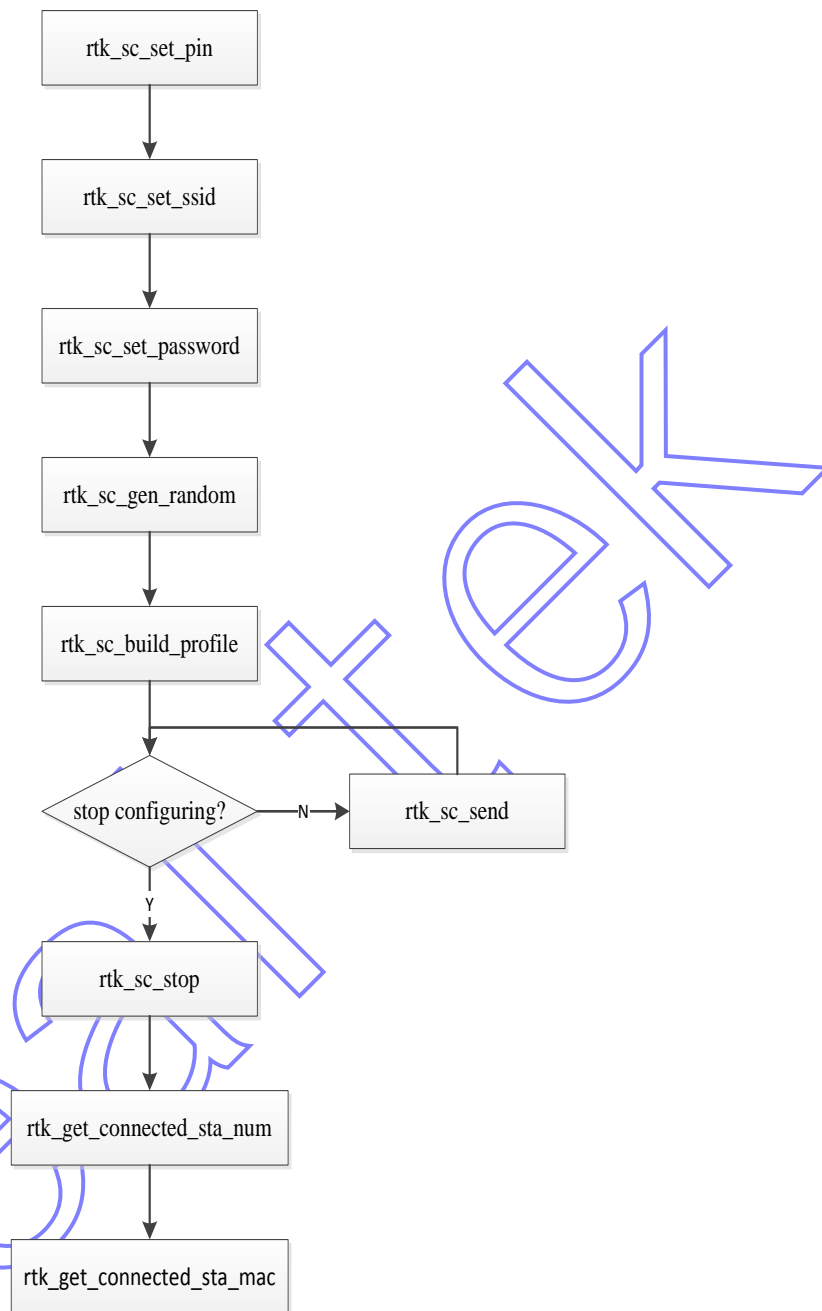 rtk_sc_set_pin
rtk_sc_set_ssid
rtk_sc_set_password
rtk_sc_gen_random
rtk_sc_build_profile
stop configuring?
N
rtk_sc_send
Y
rtk_sc_stop
rtk_get_connected_sta_num
rtk_get_connected_sta_mac